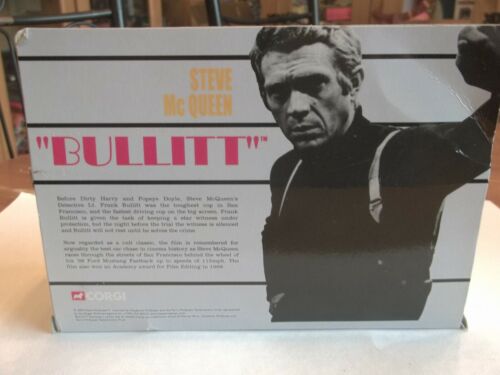 STEVE
McQUEEN
"BULLITT"™
Before Dirty Harry and Popeye Doyle, Steve McQueen's
Detective Lt. Frank Bullitt was the toughest cop in San
Francisco, and the fastest driving cop on the big screen. Frank
Bullitt is given the task of keeping a star witness under
protection, but the night before the trial the witness is silenced
and Bullitt will not rest until he solves the crime.
Now regarded as a cult classic, the film is remembered for
arguably the best car chase in cinema history as Steve McQueen
races through the streets of San Francisco behind the wheel of
his '68 Ford Mustang Fastback up to speeds of 115mph. The
film also won an Academy award for Film Editing in 1968.
CORGI